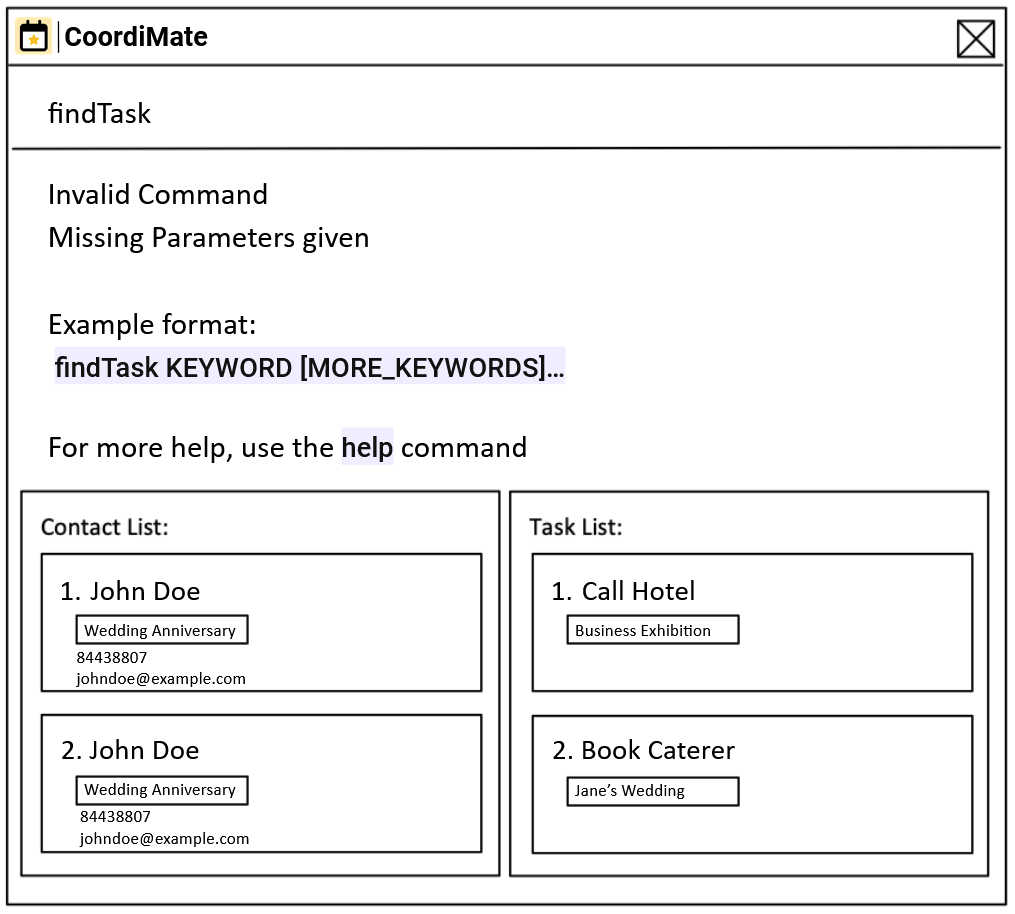 CoordiMate
findTask
Invalid Command
Missing Parameters given
Example format:
findTask KEYWORD [MORE_KEYWORDS]...
For more help, use the help command
Contact List:
1. John Doe
Wedding Anniversary
84438807
johndoe@example.com
2. John Doe
Wedding Anniversary
84438807
johndoe@example.com
Task List:
1. Call Hotel
Business Exhibition
2. Book Caterer
Jane’s Wedding